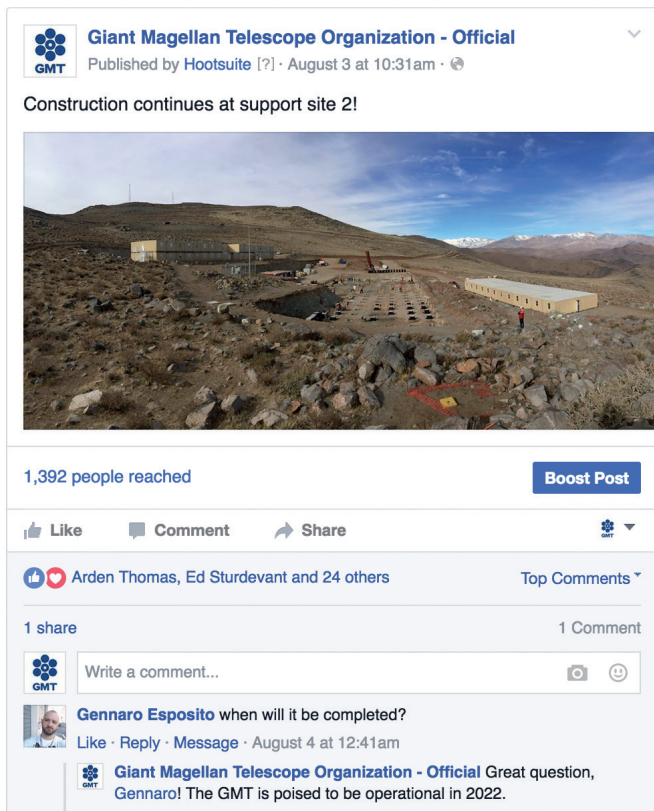 GMT
Giant Magellan Telescope Organization - Official
Published by Hootsuite [?] · August 3 at 10:31am ·
Construction continues at support site 2!
1,392 people reached
Boost Post
Like Comment Share
GMT
Arden Thomas, Ed Sturdevant and 24 others
Top Comments
1 share
1 Comment
GMT
Write a comment...
Gennaro Esposito when will it be completed?
Like · Reply · Message · August 4 at 12:41am
GMT
Giant Magellan Telescope Organization - Official Great question,
Gennaro! The GMT is poised to be operational in 2022.